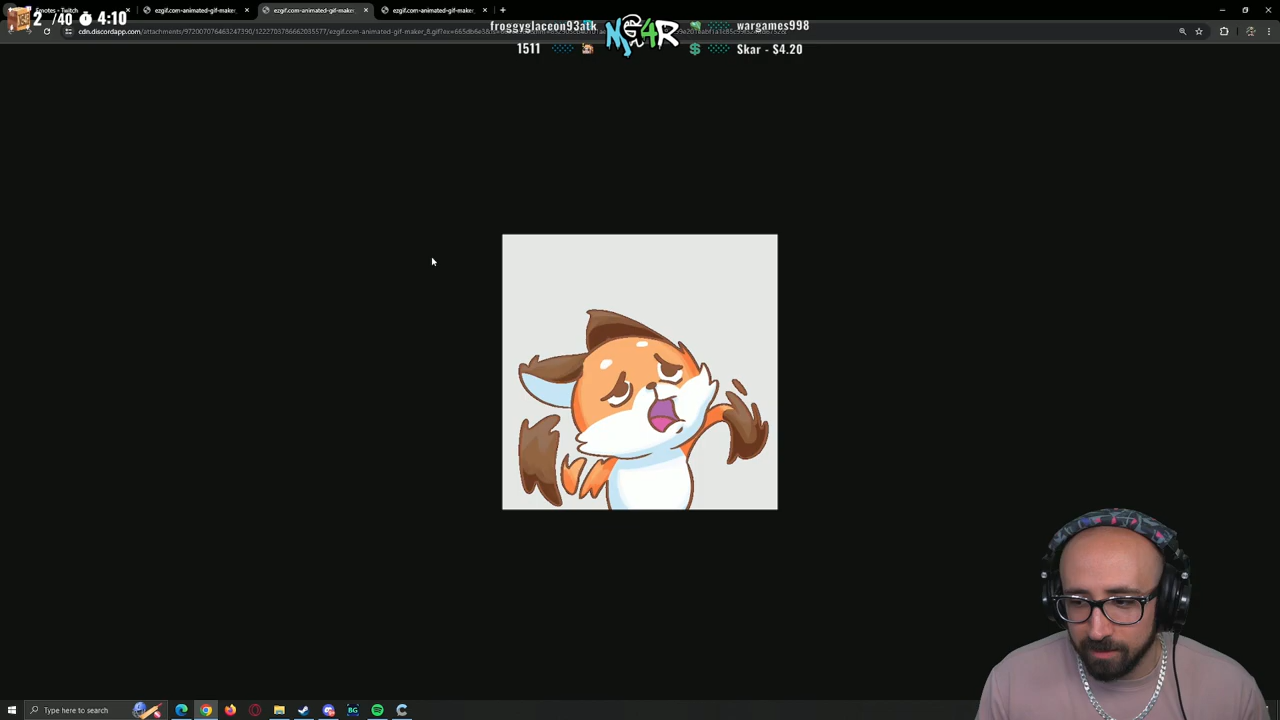 2 /40 4:10
Emotes - Twitch
ezgif.com-animated-gif-maker
ezgif.com-animated-gif-maker
ezgif.com-animated-gif-maker
froggyglaceon93atk
wargames998
1511
Skar - $4.20
Type here to search